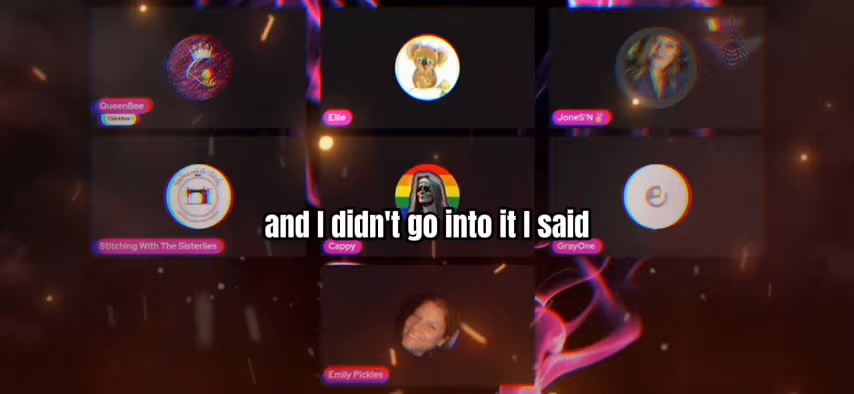 QueenBee
Ellie
JoneS'N ✌
Stitching With The Sisterlies
Cappy
GrayOne
and I didn't go into it I said
Emily Pickles